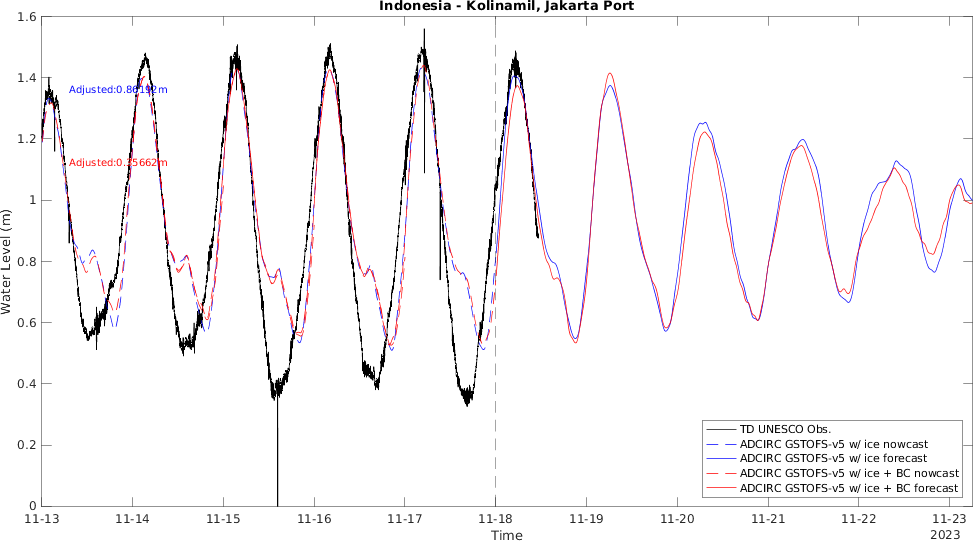 Indonesia - Kolinamil, Jakarta Port
1.6
1.4
1.2
1
0.8
0.6
0.4
0.2
0
Water Level (m)
Adjusted:0.86192m
Adjusted:0.35662m
TD UNESCO Obs.
ADCIRC GSTOFS-v5 w/ ice nowcast
ADCIRC GSTOFS-v5 w/ ice forecast
ADCIRC GSTOFS-v5 w/ ice + BC nowcast
ADCIRC GSTOFS-v5 w/ ice + BC forecast
11-13 11-14 11-15 11-16 11-17 11-18 11-19 11-20 11-21 11-22 11-23
2023
Time